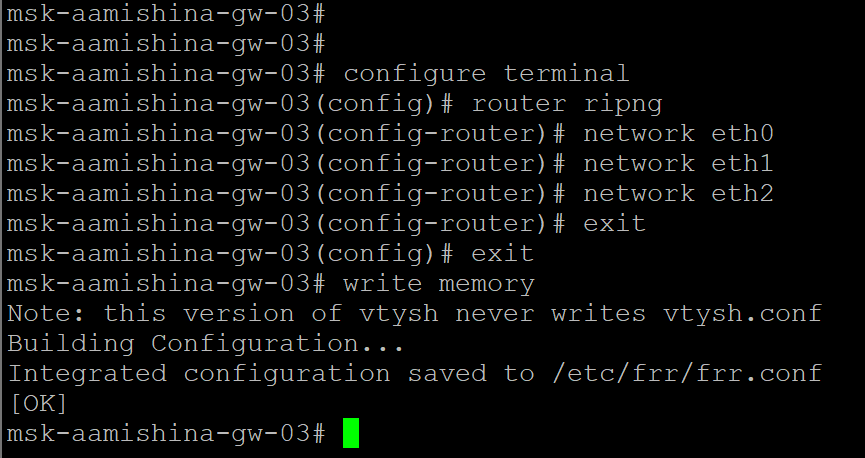 msk-aamishina-gw-03#
msk-aamishina-gw-03#
msk-aamishina-gw-03# configure terminal
msk-aamishina-gw-03(config)# router ripng
msk-aamishina-gw-03(config-router)# network eth0
msk-aamishina-gw-03(config-router)# network eth1
msk-aamishina-gw-03(config-router)# network eth2
msk-aamishina-gw-03(config-router)# exit
msk-aamishina-gw-03(config)# exit
msk-aamishina-gw-03# write memory
Note: this version of vtysh never writes vtysh.conf
Building Configuration...
Integrated configuration saved to /etc/frr/frr.conf
[OK]
msk-aamishina-gw-03#